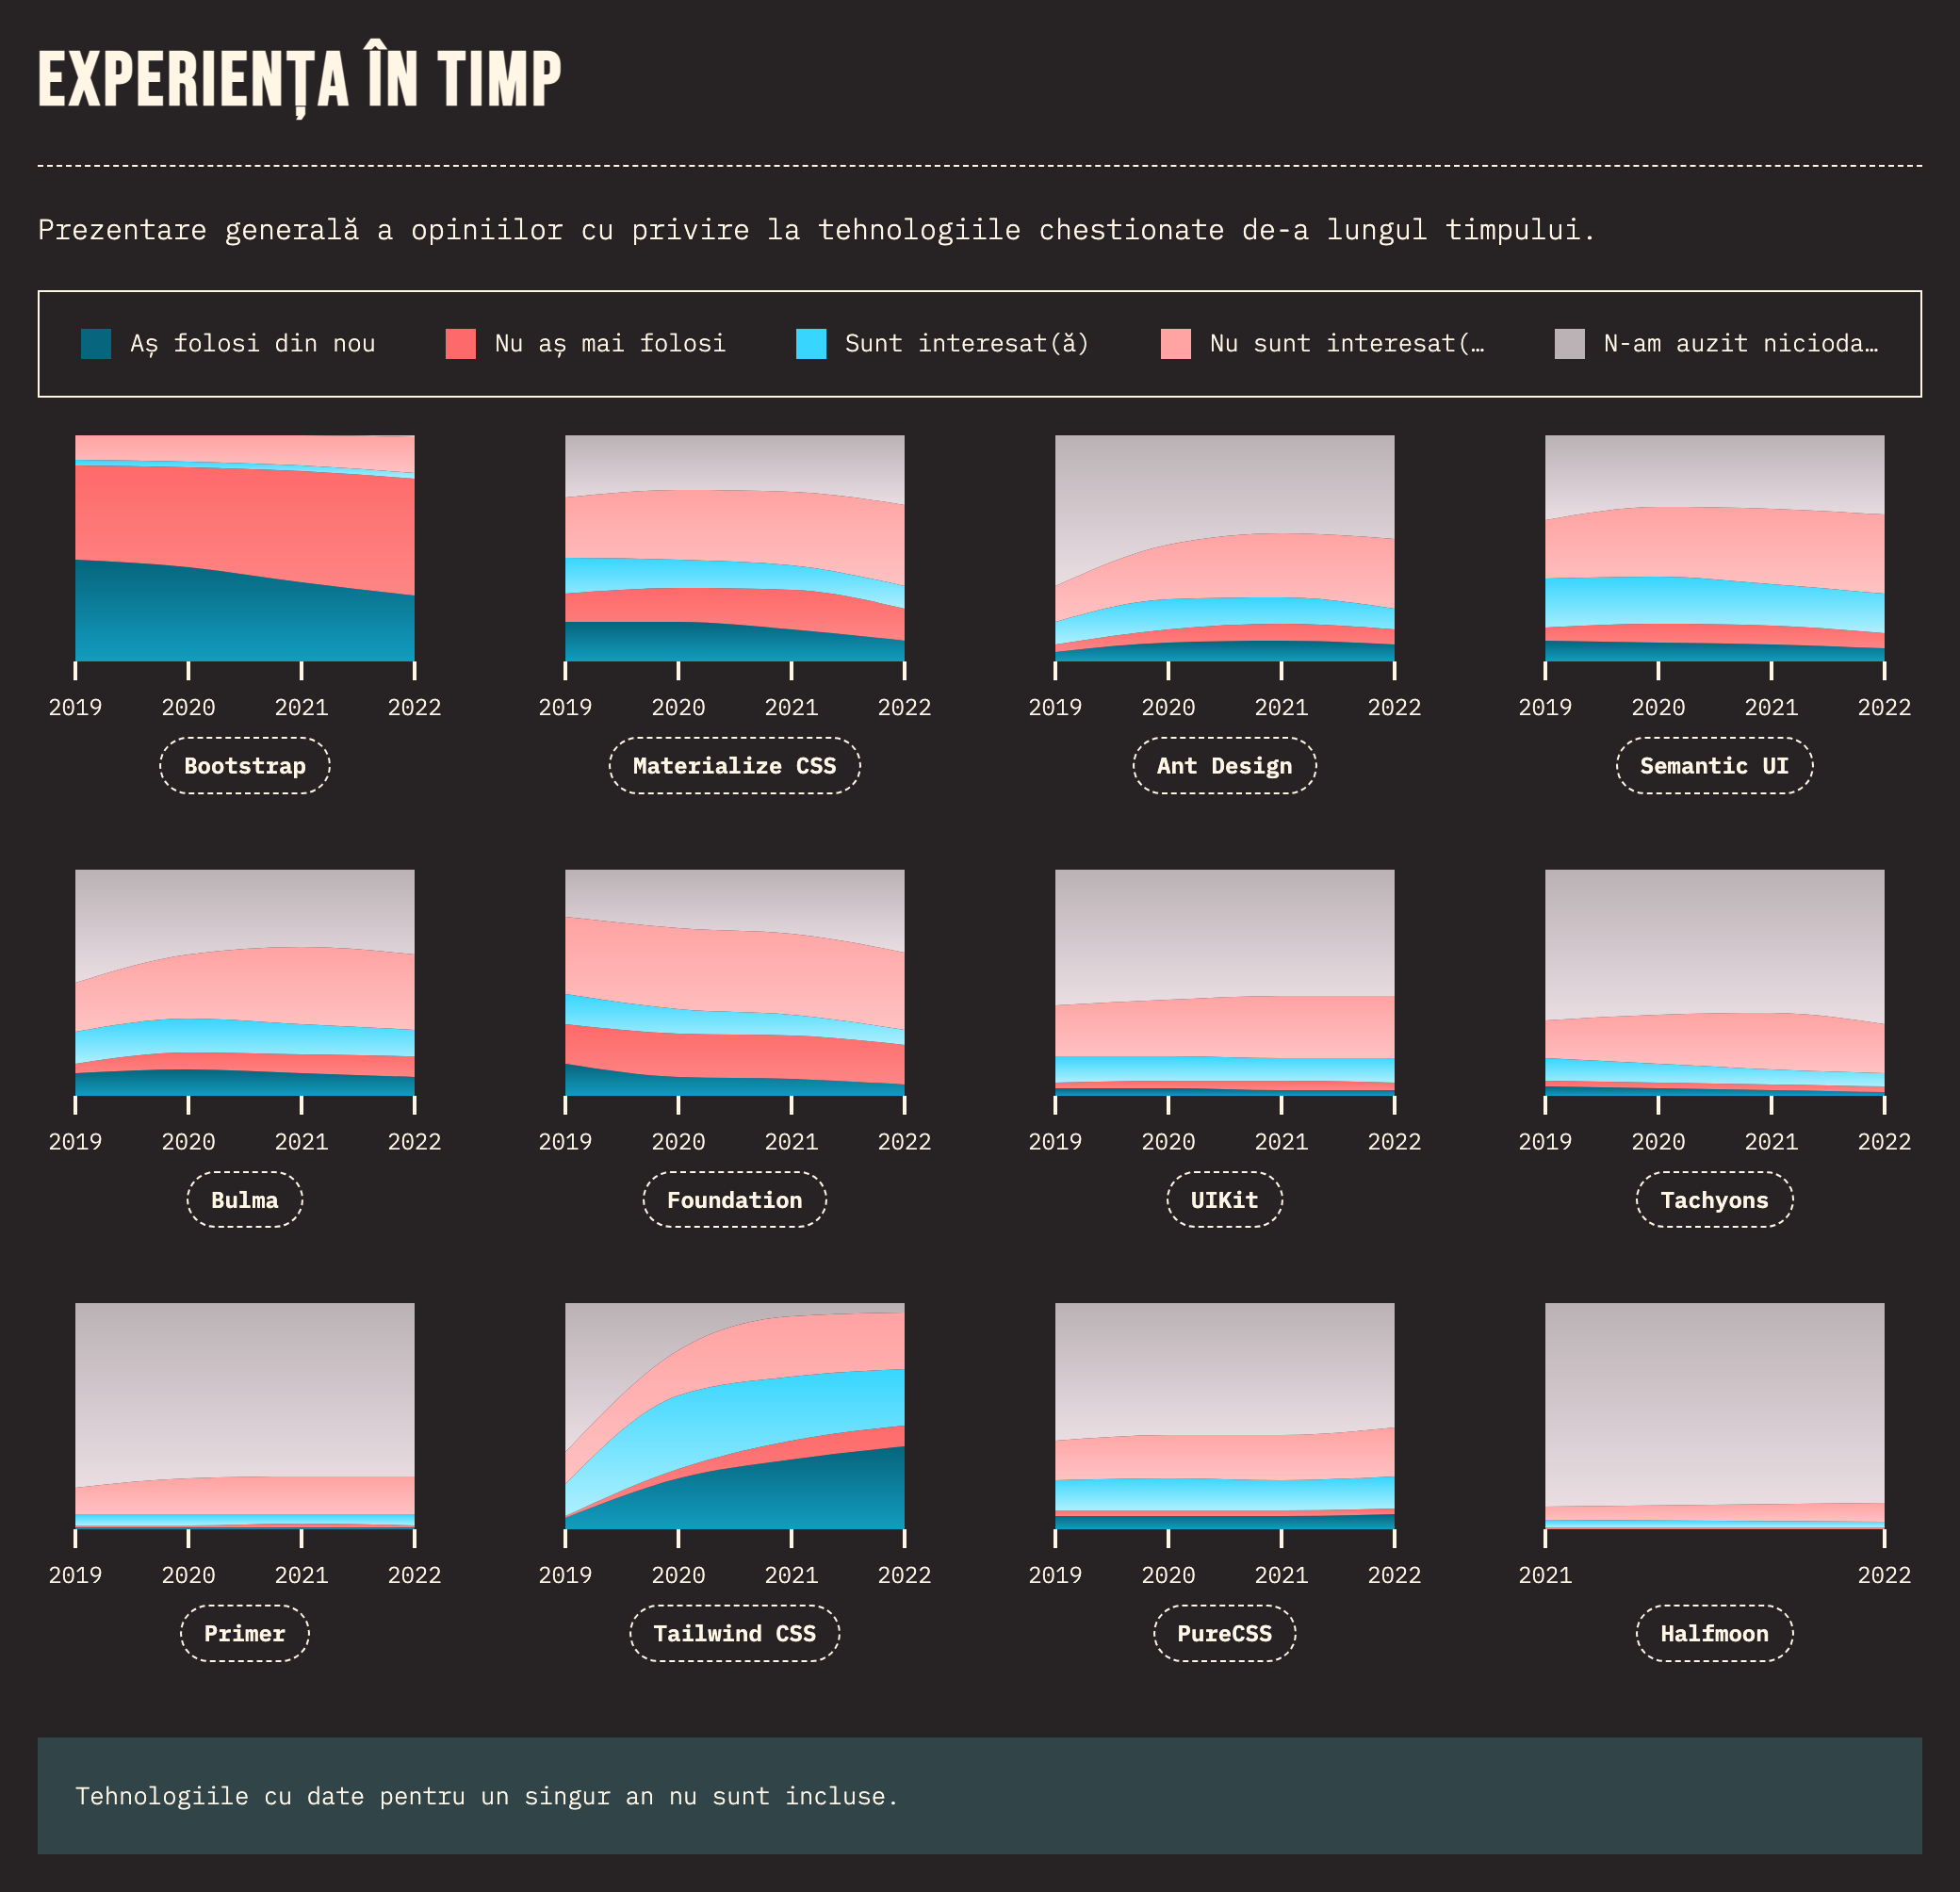 EXPERIENȚA ÎN TIMP
Prezentare generală a opiniilor cu privire la tehnologiile chestionate de-a lungul timpului.
Aș folosi din nou Nu aș mai folosi Sunt interesat(ă) Nu sunt interesat(… N-am auzit nicioda…
2019 2020 2021 2022 2019 2020 2021 2022 2019 2020 2021 2022 2019 2020 2021 2022
Bootstrap Materialize CSS Ant Design Semantic UI
2019 2020 2021 2022 2019 2020 2021 2022 2019 2020 2021 2022 2019 2020 2021 2022
Bulma Foundation UIKit Tachyons
2019 2020 2021 2022 2019 2020 2021 2022 2019 2020 2021 2022 2021 2022
Primer Tailwind CSS PureCSS Halfmoon
Tehnologiile cu date pentru un singur an nu sunt incluse.